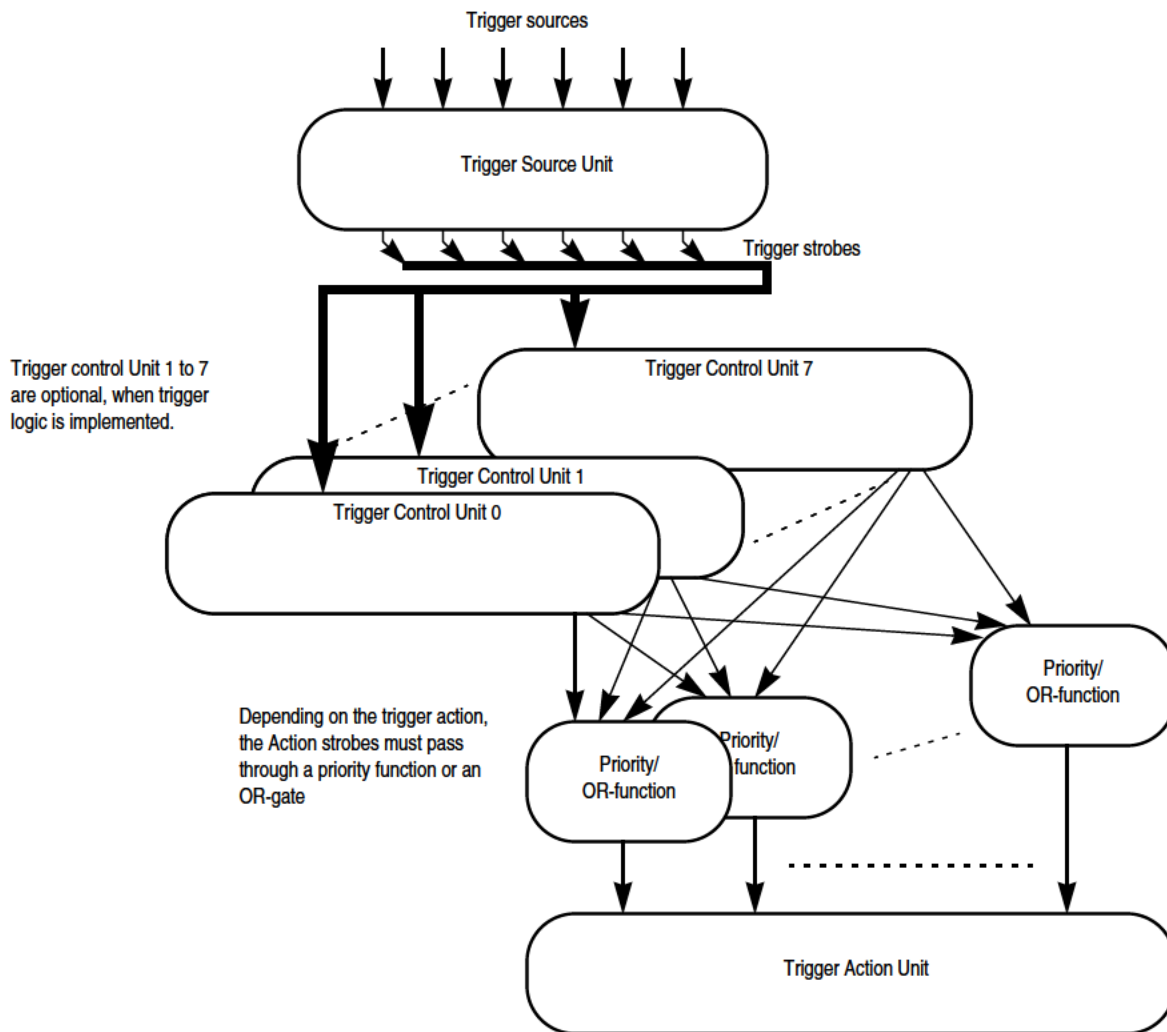 Trigger sources
Trigger Source Unit
Trigger strobes
Trigger control Unit 1 to 7
are optional, when trigger
logic is implemented.
Trigger Control Unit 7
Trigger Control Unit 1
Trigger Control Unit 0
Priority/
OR-function
Depending on the trigger action,
the Action strobes must pass
through a priority function or an
OR-gate
Priority/
function
Priority/
OR-function
Trigger Action Unit